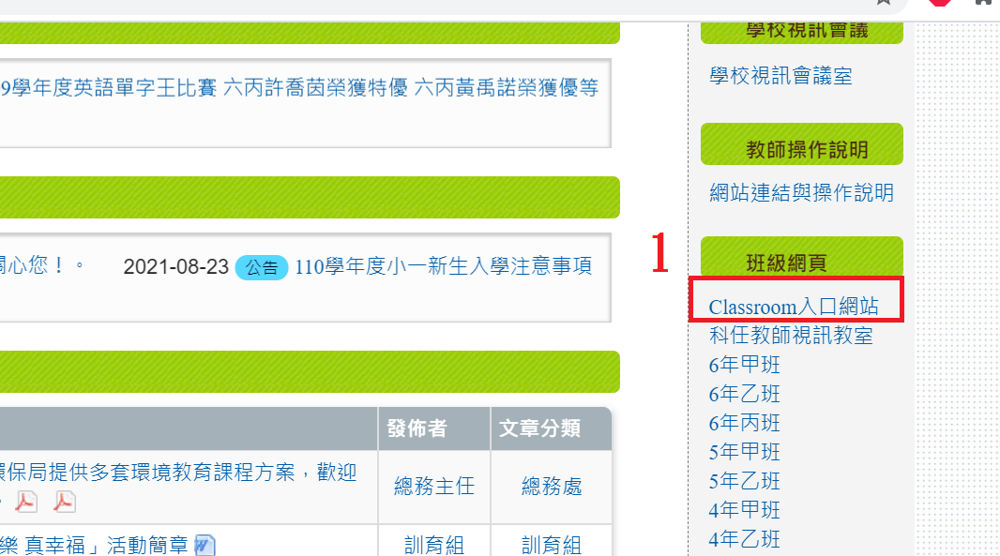 學校視訊會議
學校視訊會議室
9學年度英語單字王比賽 六丙許喬茵榮獲特優 六丙黃禹諾榮獲優等
教師操作說明
網站連結與操作說明
關心您！。 2021-08-23 公告 110學年度小一新生入學注意事項
1
班級網頁
Classroom入口網站
科任教師視訊教室
6年甲班
6年乙班
6年丙班
5年甲班
5年乙班
4年甲班
4年乙班
發佈者 文章分類
環保局提供多套環境教育課程方案，歡迎
總務主任 總務處
樂 真幸福」活動簡章
訓育組 訓育組